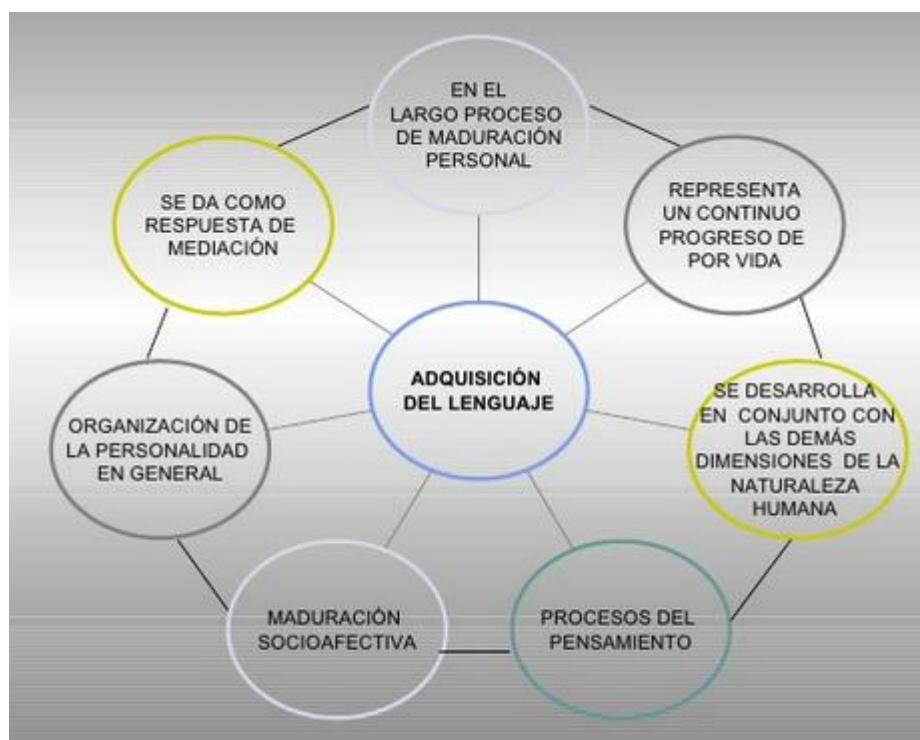 EN EL
LARGO PROCESO
DE MADURACIÓN
PERSONAL
REPRESENTA
UN CONTINUO
PROGRESO DE
POR VIDA
SE DESARROLLA
EN CONJUNTO CON
LAS DEMÁS
DIMENSIONES DE LA
NATURALEZA
HUMANA
PROCESOS DEL
PENSAMIENTO
MADURACIÓN
SOCIOAFECTIVA
ORGANIZACIÓN DE
LA PERSONALIDAD
EN GENERAL
SE DA COMO
RESPUESTA DE
MEDIACIÓN
ADQUISICIÓN
DEL LENGUAJE